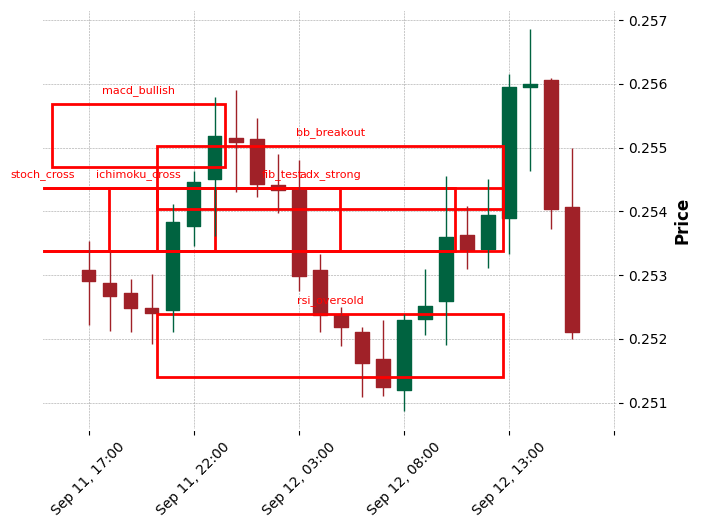 0.257
macd_bullish
0.256
bb_breakout
0.255
stoch_cross
ichimoku_cross
fib_test
adx_strong
0.254
Price
0.253
rsi_oversold
0.252
0.251
Sep 11, 17:00
Sep 11, 22:00
Sep 12, 03:00
Sep 12, 08:00
Sep 12, 13:00